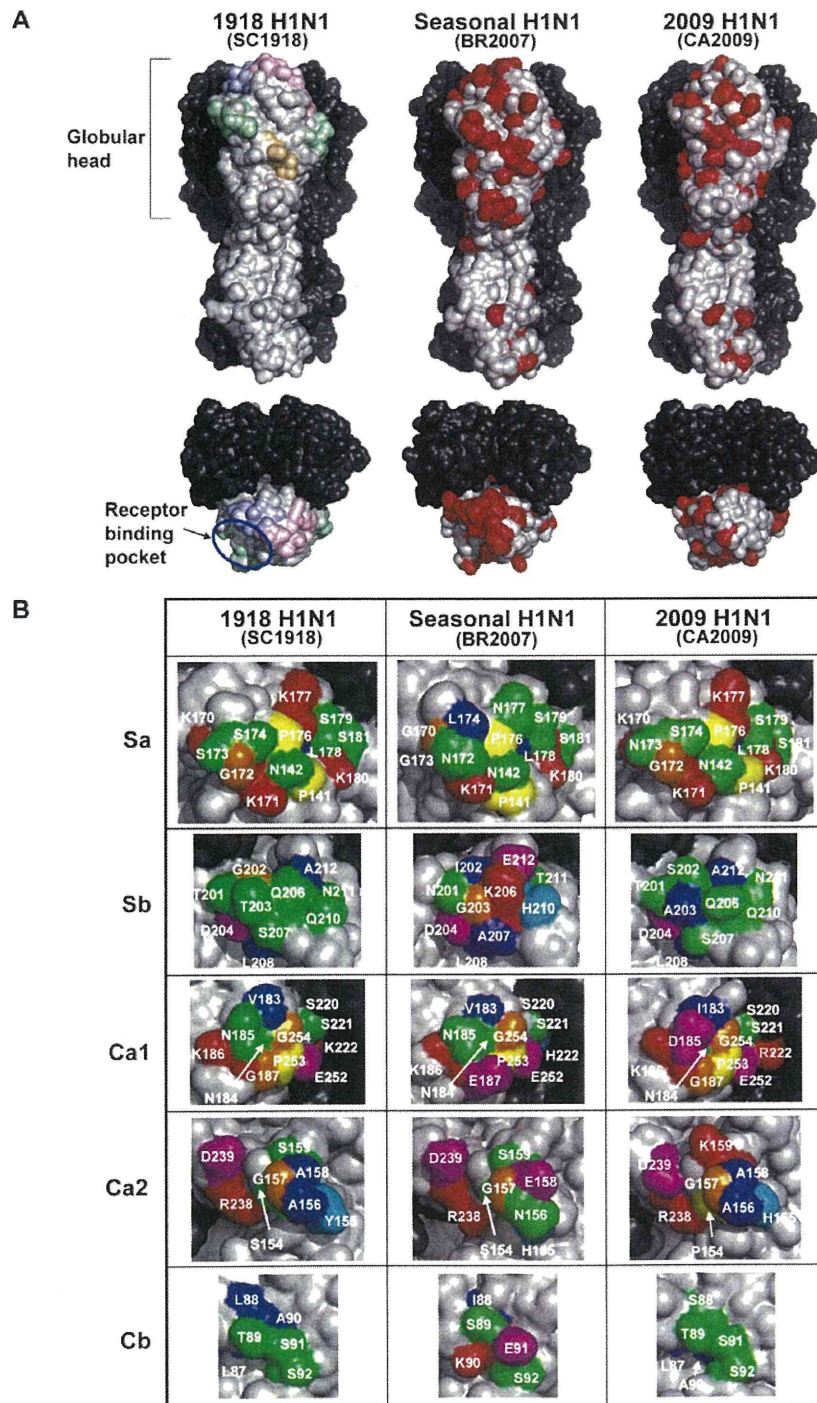 A
1918 H1N1
(SC1918)
Seasonal H1N1
(BR2007)
2009 H1N1
(CA2009)
Globular
head
Receptor
binding
pocket
B
1918 H1N1
(SC1918)
Seasonal H1N1
(BR2007)
2009 H1N1
(CA2009)
Sa
K177
K170
S174
P176
S179
S181
S173
L178
G172
N142
K180
K171
P141
L174
N177
S179
G170
P176
S181
G173
N172
L178
N142
K180
K171
P141
K177
K170
S174
P176
S179
N173
L178
S181
G172
N142
K180
K171
P141
Sb
G202
A212
T201
Q206
N211
T203
Q210
D204
S207
L208
I202
E212
N201
K206
T211
G203
H210
D204
A207
L208
S202
A212
T201
A203
Q206
Q210
D204
S207
L208
Ca1
V183
S220
S221
N185
G254
K222
K186
P253
G187
E252
N184
V183
S220
S221
N185
G254
P253
H222
K186
E187
E252
N184
I183
S220
S221
G254
D185
P253
R222
G187
E252
N184
Ca2
S159
D239
A158
G157
R238
A156
Y155
S154
S159
D239
G157
E158
R238
N156
S154
K159
D239
A158
G157
R238
A156
P154
Cb
L88
A90
T89
S91
L87
S92
I88
S89
E91
K90
S92
S88
T89
S91
L87
S92